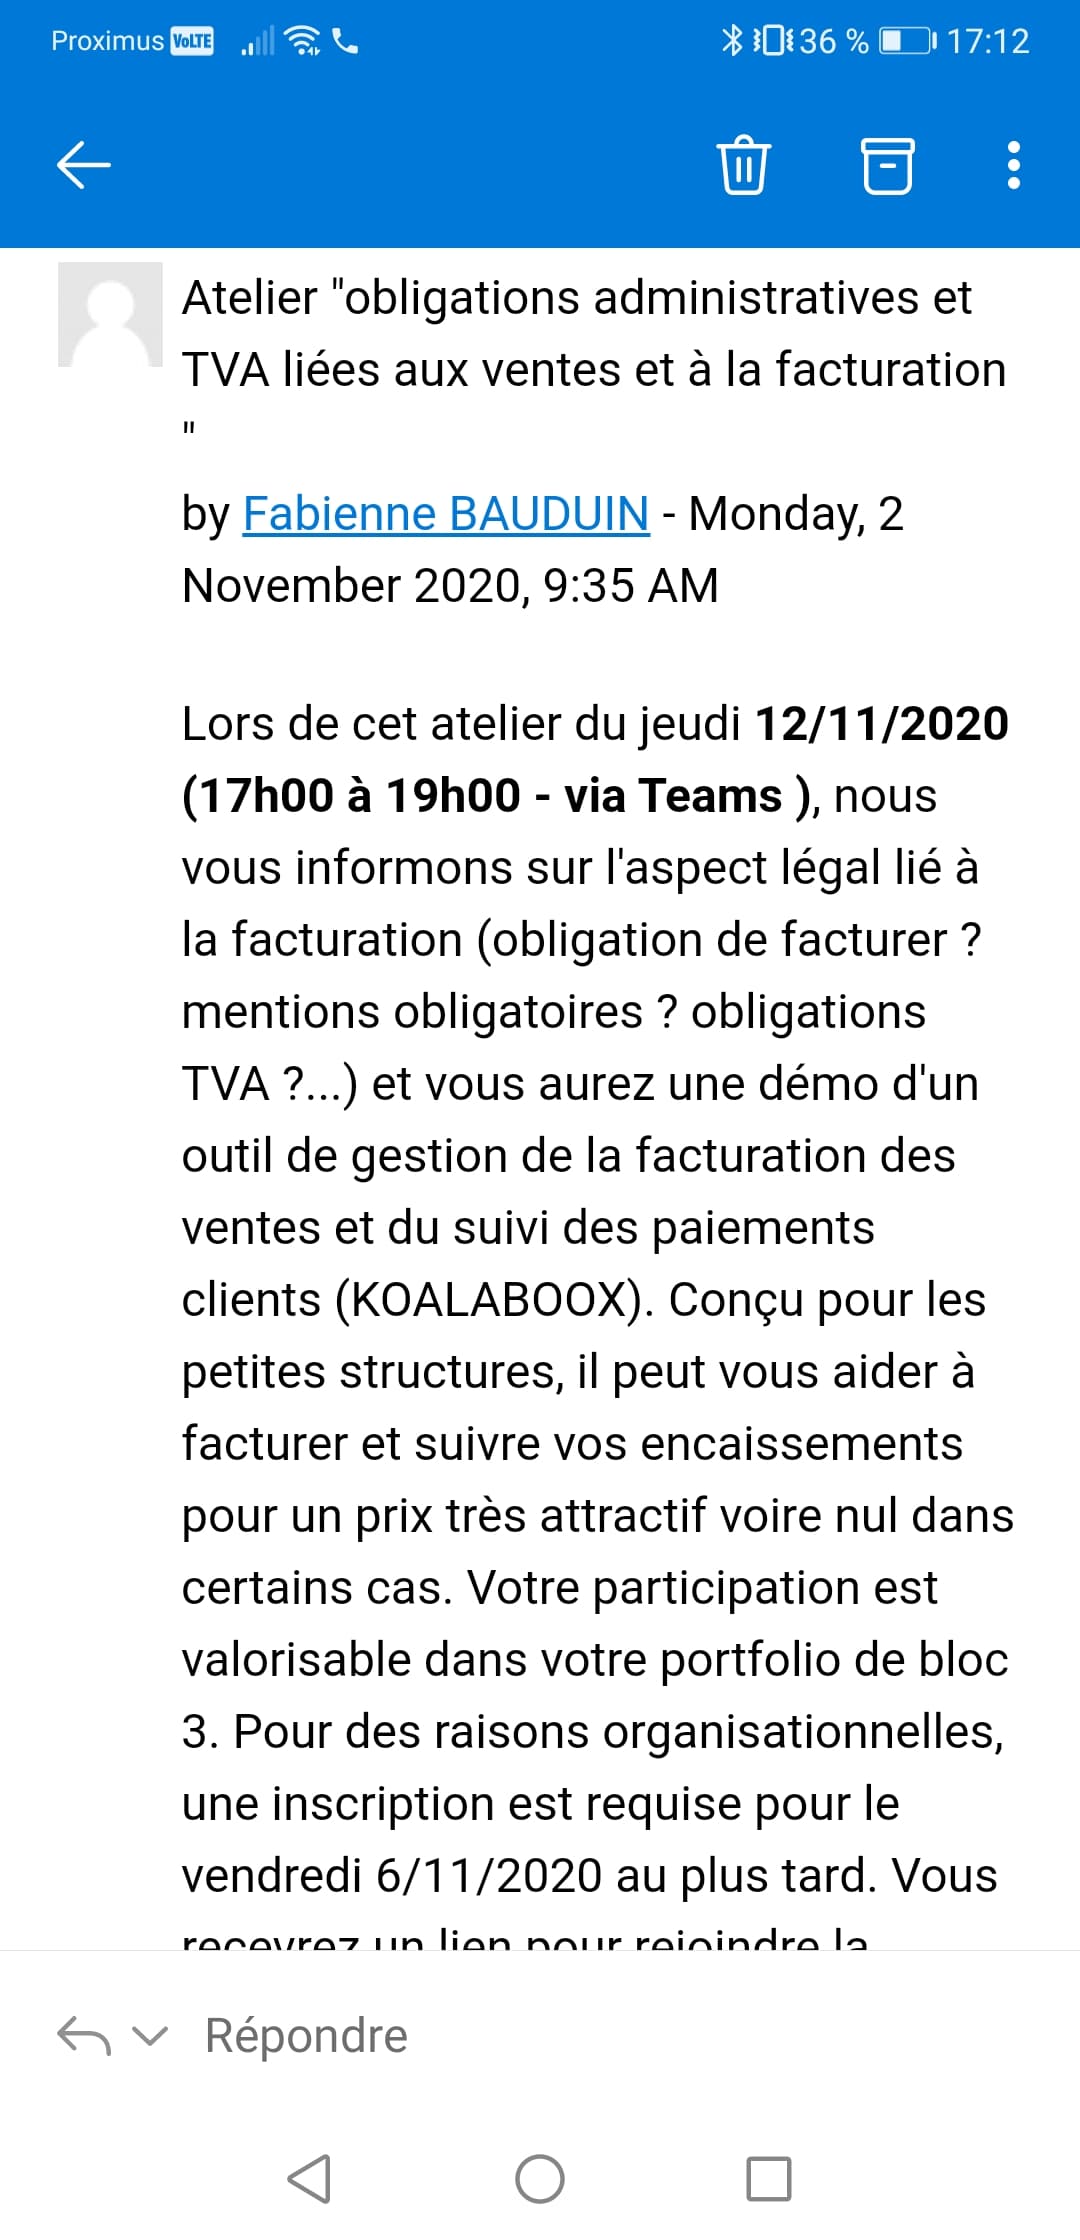 Proximus VoLTE 36 % 17:12
Atelier "obligations administratives et
TVA liées aux ventes et à la facturation
"
by Fabienne BAUDUIN - Monday, 2
November 2020, 9:35 AM
Lors de cet atelier du jeudi 12/11/2020
(17h00 à 19h00 - via Teams ), nous
vous informons sur l'aspect légal lié à
la facturation (obligation de facturer ?
mentions obligatoires ? obligations
TVA ?...) et vous aurez une démo d'un
outil de gestion de la facturation des
ventes et du suivi des paiements
clients (KOALABOOX). Conçu pour les
petites structures, il peut vous aider à
facturer et suivre vos encaissements
pour un prix très attractif voire nul dans
certains cas. Votre participation est
valorisable dans votre portfolio de bloc
3. Pour des raisons organisationnelles,
une inscription est requise pour le
vendredi 6/11/2020 au plus tard. Vous
recevrez un lien pour rejoindre la
Répondre